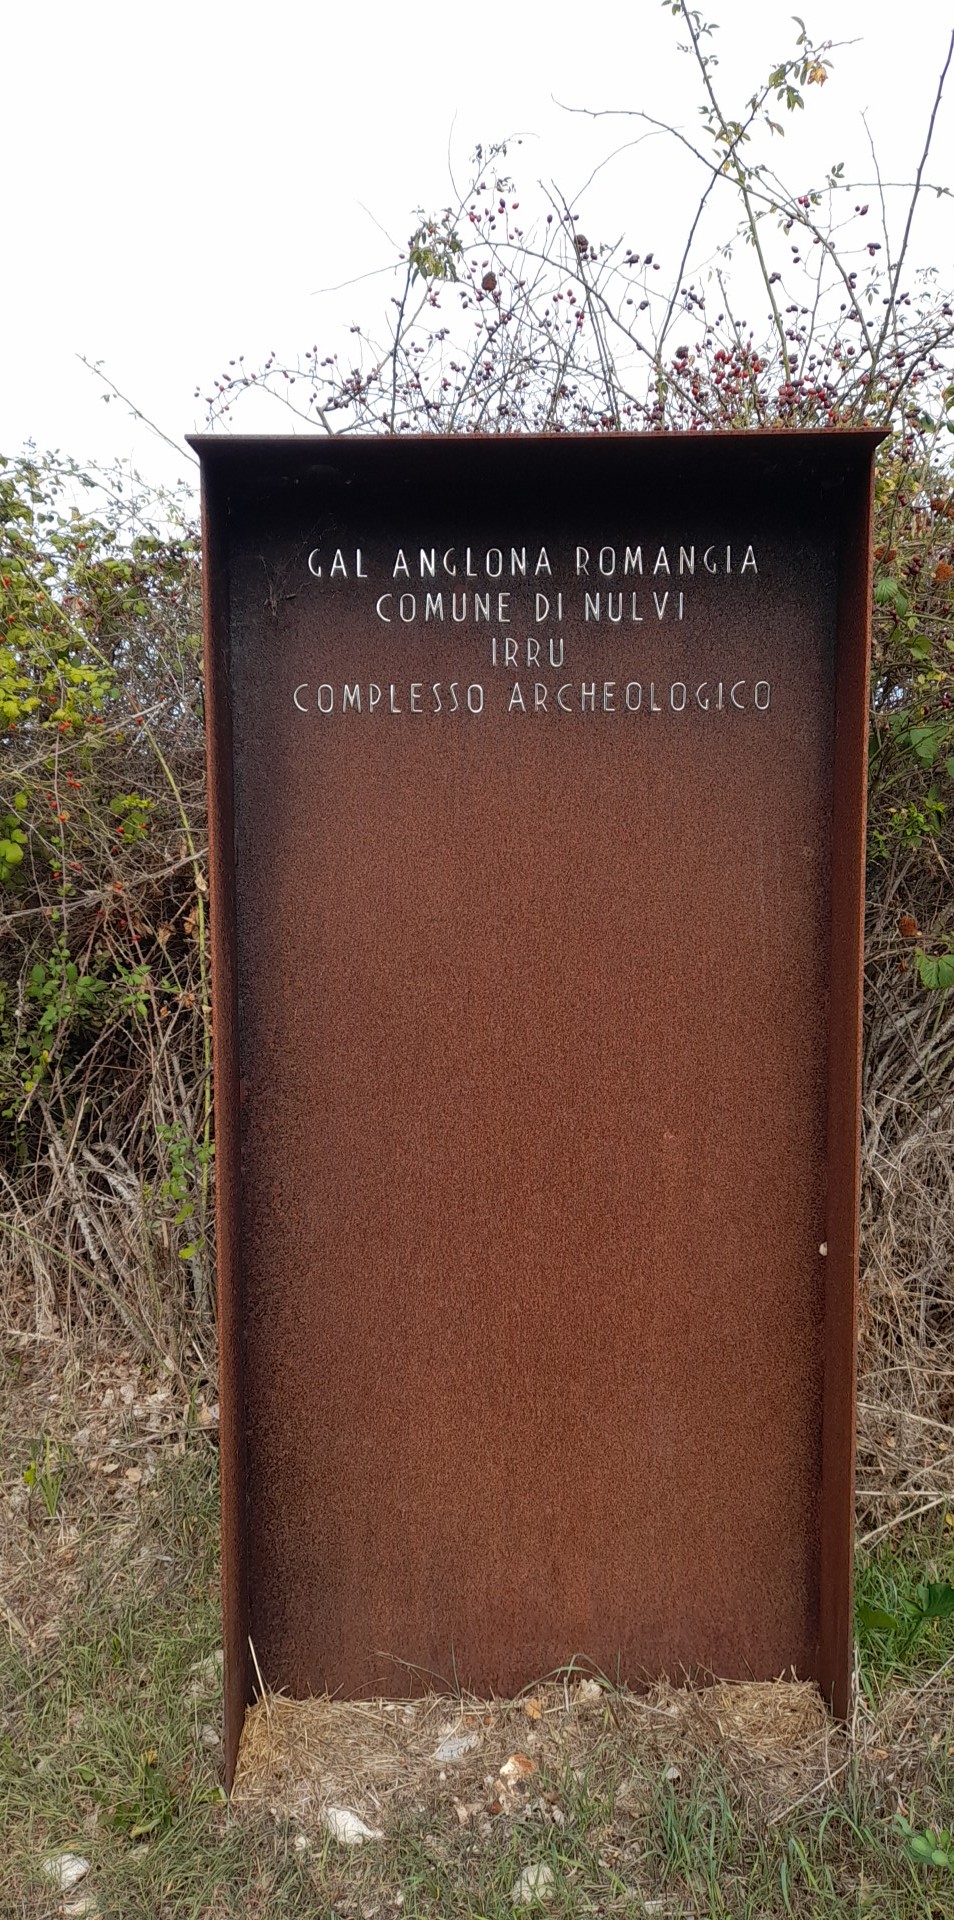 GAL ANGLONA ROMANGIA
COMUNE DI NULVI
IRRU
COMPLESSO ARCHEOLOGICO